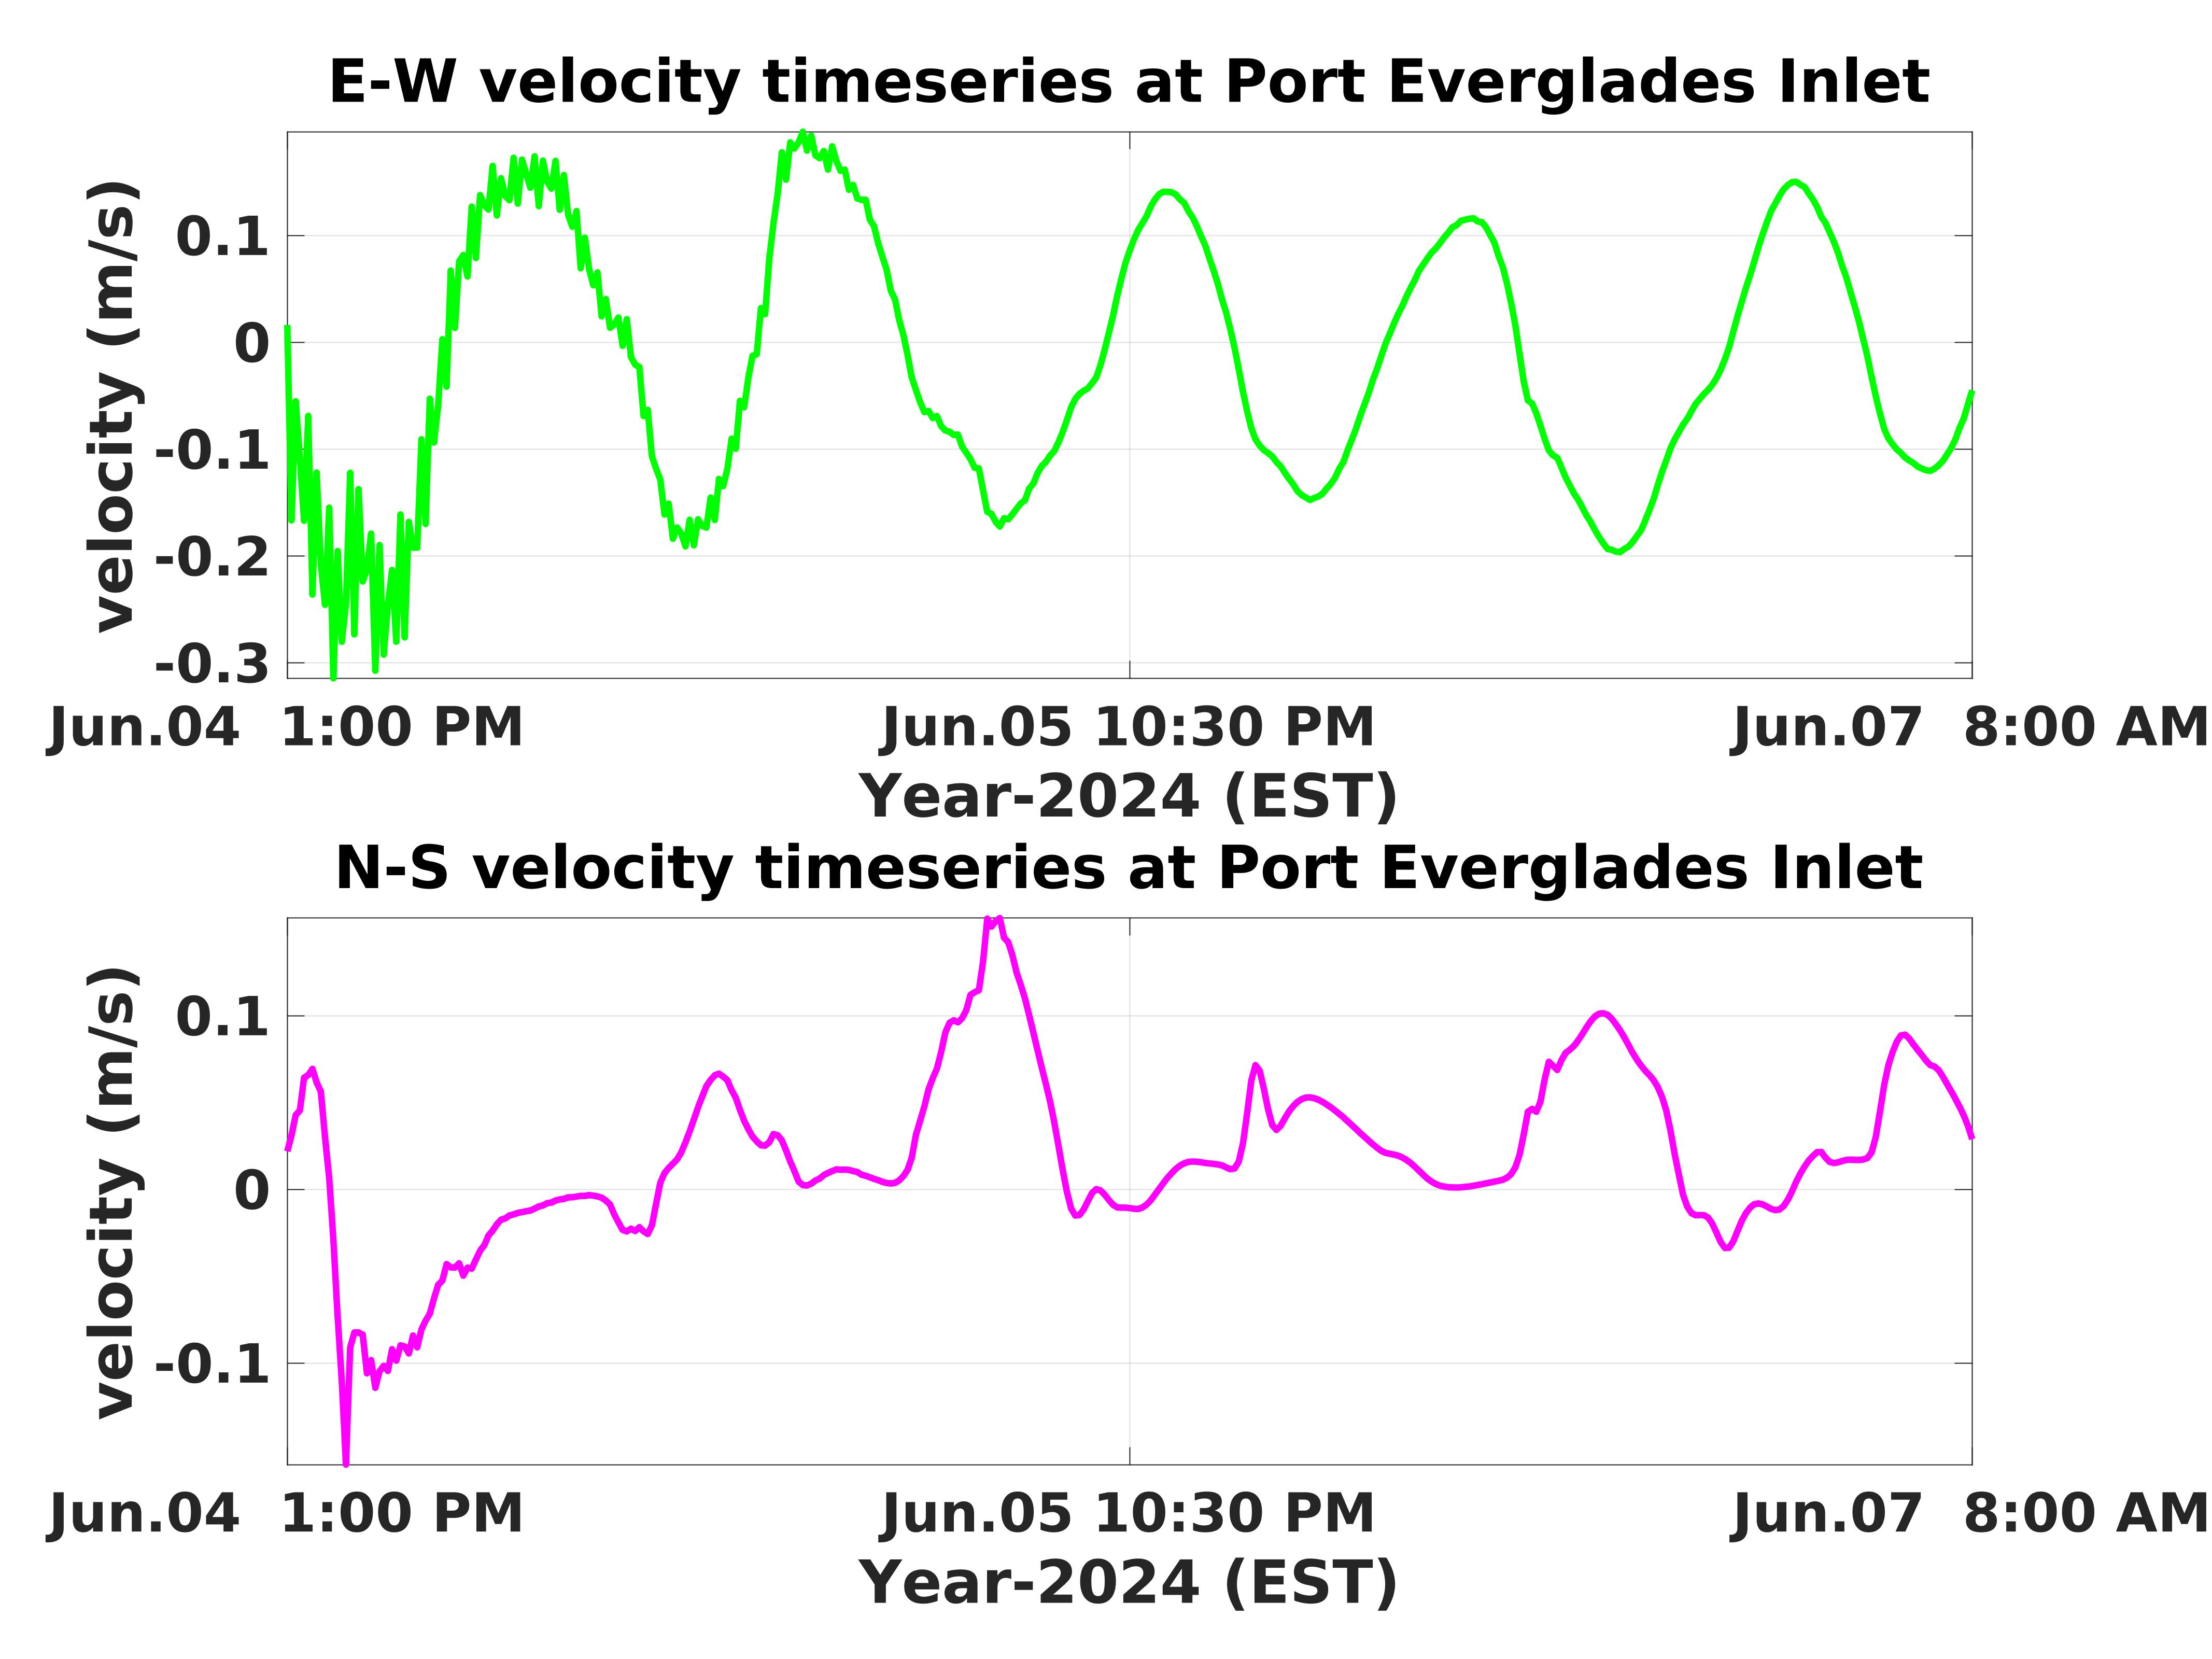 E-W velocity timeseries at Port Everglades Inlet
velocity (m/s)
0.1
0
-0.1
-0.2
-0.3
Jun.04 1:00 PM Jun.05 10:30 PM Jun.07 8:00 AM
Year-2024 (EST)
N-S velocity timeseries at Port Everglades Inlet
velocity (m/s)
0.1
0
-0.1
Jun.04 1:00 PM Jun.05 10:30 PM Jun.07 8:00 AM
Year-2024 (EST)